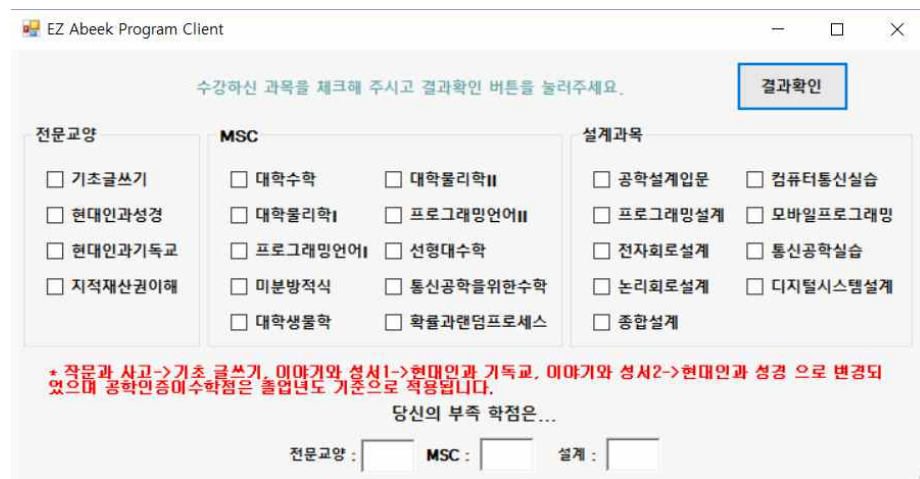 EZ Abeek Program Client
수강하신 과목을 체크해 주시고 결과확인 버튼을 눌러주세요.
결과확인
전문교양
기초글쓰기
현대인과성경
현대인과기독교
지적재산권이해
MSC
대학수학
대학물리학II
대학물리학I
프로그래밍언어II
프로그래밍언어I
선형대수학
미분방적식
통신공학을위한수학
대학생물학
확률과랜덤프로세스
설계과목
공학설계입문
컴퓨터통신실습
프로그래밍설계
모바일프로그래밍
전자회로설계
통신공학실습
논리회로설계
디지털시스템설계
종합설계
* 작문과 사고->기초 글쓰기, 이야기와 성서1->현대인과 기독교, 이야기와 성서2->현대인과 성경 으로 변경되
었으며 공학인증이수학점은 졸업년도 기준으로 적용됩니다.
당신의 부족 학점은...
전문교양 : MSC : 설계 :